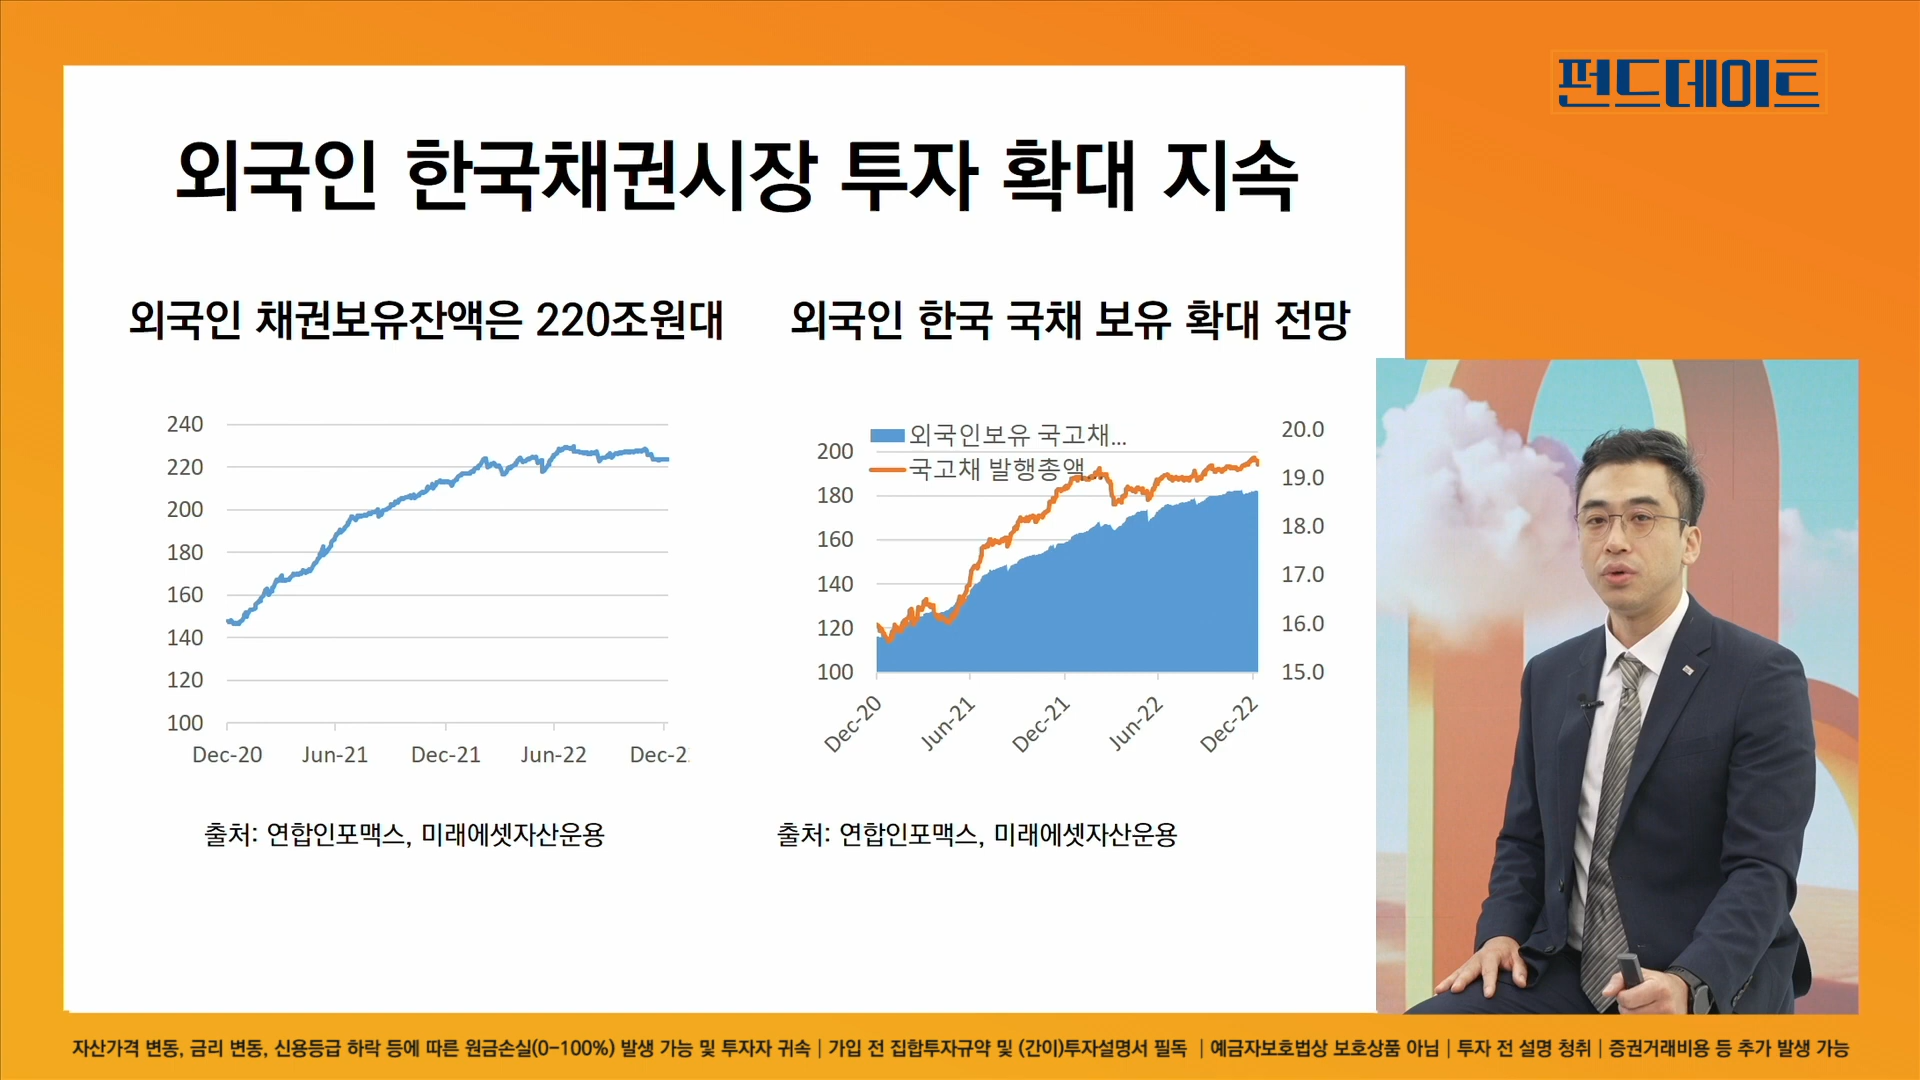 펀드데이트
외국인 한국채권시장 투자 확대 지속
외국인 채권보유잔액은 220조원대
240
220
200
180
160
140
120
100
Dec-20 Jun-21 Dec-21 Jun-22 Dec-2
출처: 연합인포맥스, 미래에셋자산운용
외국인 한국 국채 보유 확대 전망
외국인보유 국고채...
국고채 발행총액...
200
180
160
140
120
100
20.0
19.0
18.0
17.0
16.0
15.0
Dec-20 Jun-21 Dec-21 Jun-22 Dec-22
출처: 연합인포맥스, 미래에셋자산운용
자산가격 변동, 금리 변동, 신용등급 하락 등에 따른 원금손실(0-100%) 발생 가능 및 투자자 귀속 | 가입 전 집합투자규약 및 (간이)투자설명서 필독 | 예금자보호법상 보호상품 아님 | 투자 전 설명 청취 | 증권거래비용 등 추가 발생 가능